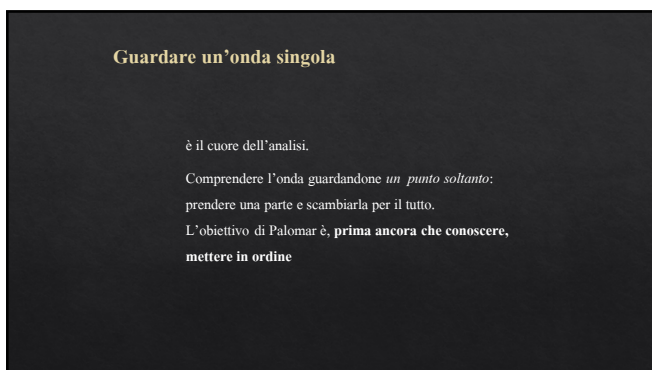 Guardare un’onda singola
è il cuore dell’analisi.
Comprendere l’onda guardandone un punto soltanto:
prendere una parte e scambiarla per il tutto.
L’obiettivo di Palomar è, prima ancora che conoscere,
mettere in ordine